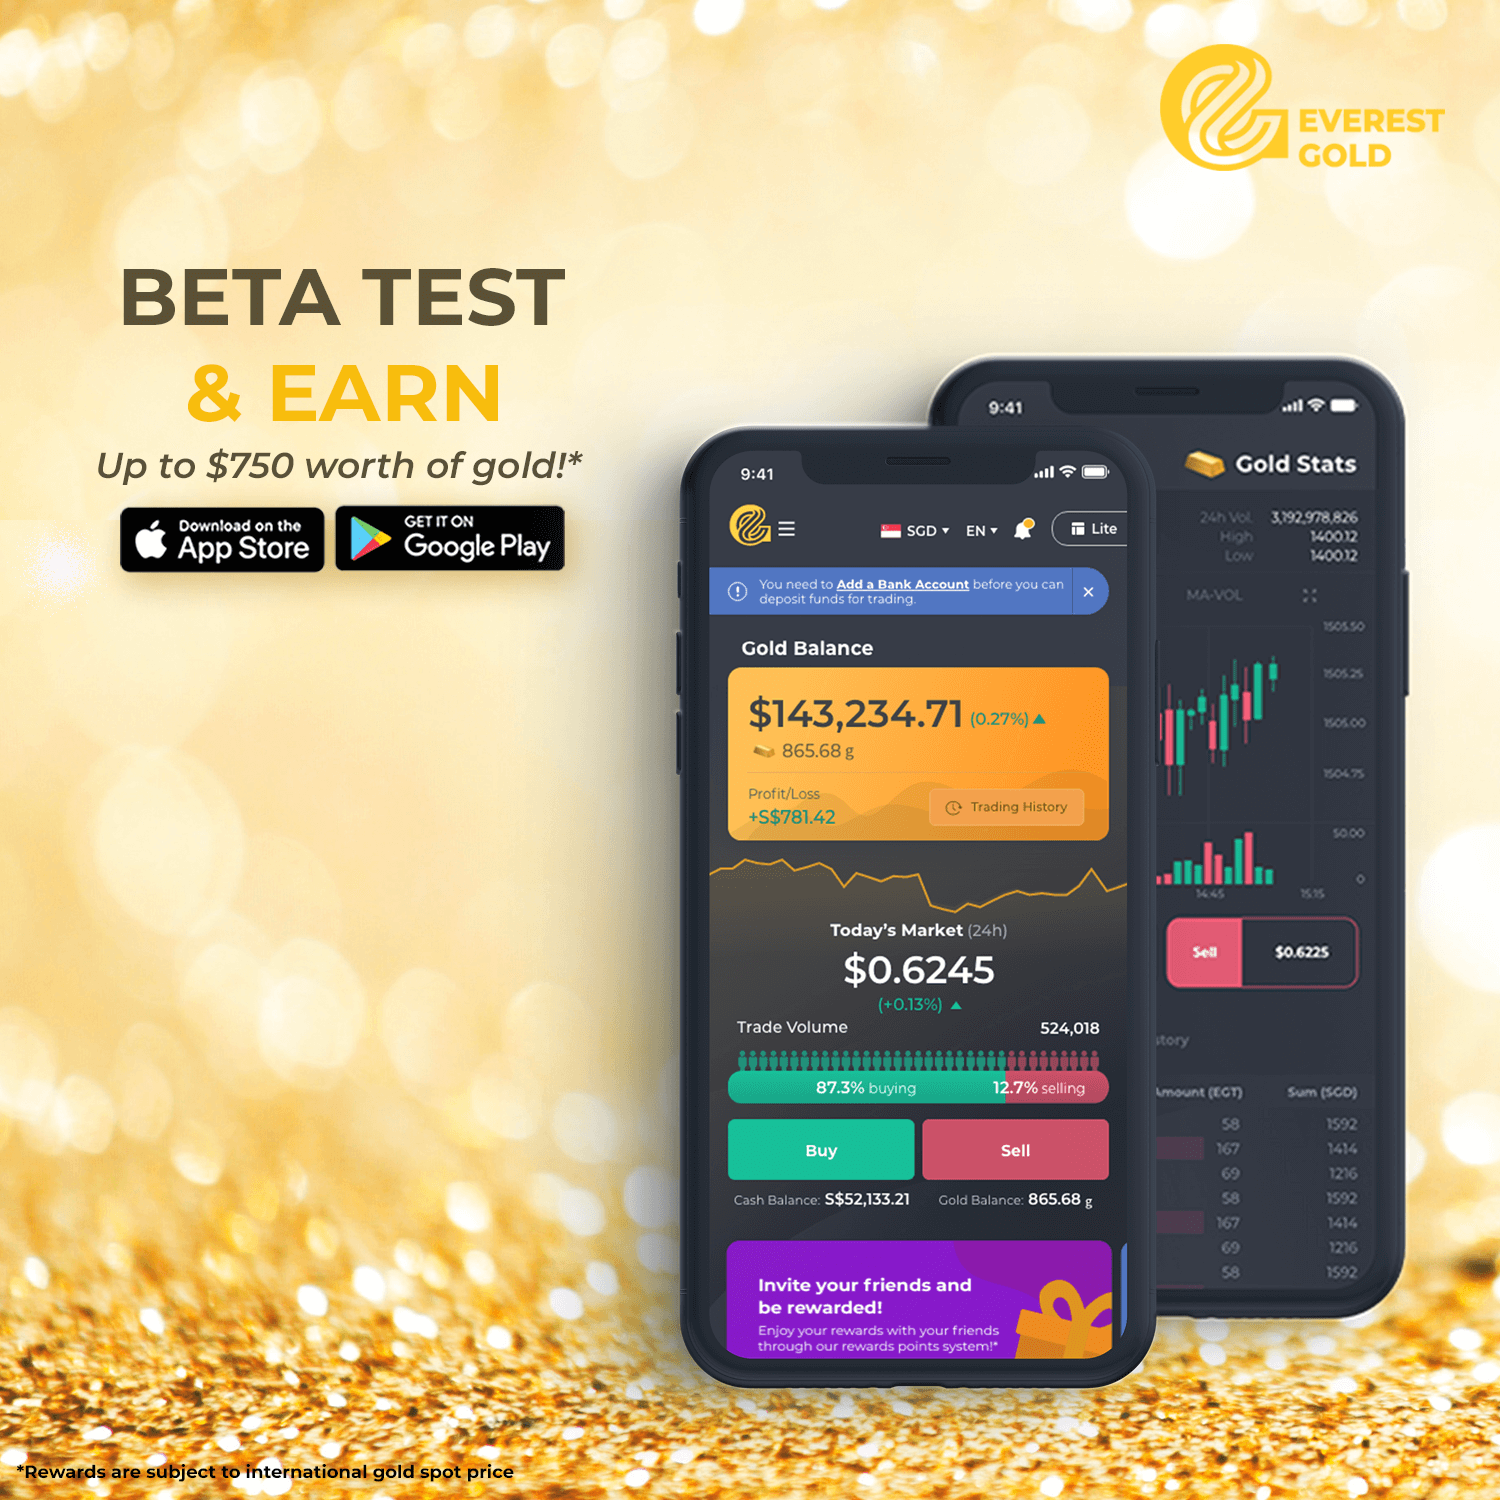 EVEREST
GOLD
BETA TEST
& EARN
Up to $750 worth of gold!*
Download on the
App Store
GET IT ON
Google Play
9:41
SGD
EN
Lite
You need to Add a Bank Account before you can
deposit funds for trading.
Gold Balance
$143,234.71 (0.27%)
865.68 g
Profit/Loss
+S$781.42
Trading History
Today's Market (24h)
$0.6245
(+0.13%)
Trade Volume 524,018
87.3% buying 12.7% selling
Buy Sell
Cash Balance: S$52,133.21 Gold Balance: 865.68 g
Invite your friends and
be rewarded!
Enjoy your rewards with your friends
through our rewards points system!*
9:41
Gold Stats
24h Vol. 3,192,978,826
High 1400.12
Low 1400.12
MA-VOL
1505.50
1505.25
1505.00
1504.75
50.00
0
14:45 15:15
Sell $0.6225
Amount (EGT) Sum (SGD)
58 1592
167 1414
69 1216
58 1592
167 1414
69 1216
58 1592
*Rewards are subject to international gold spot price